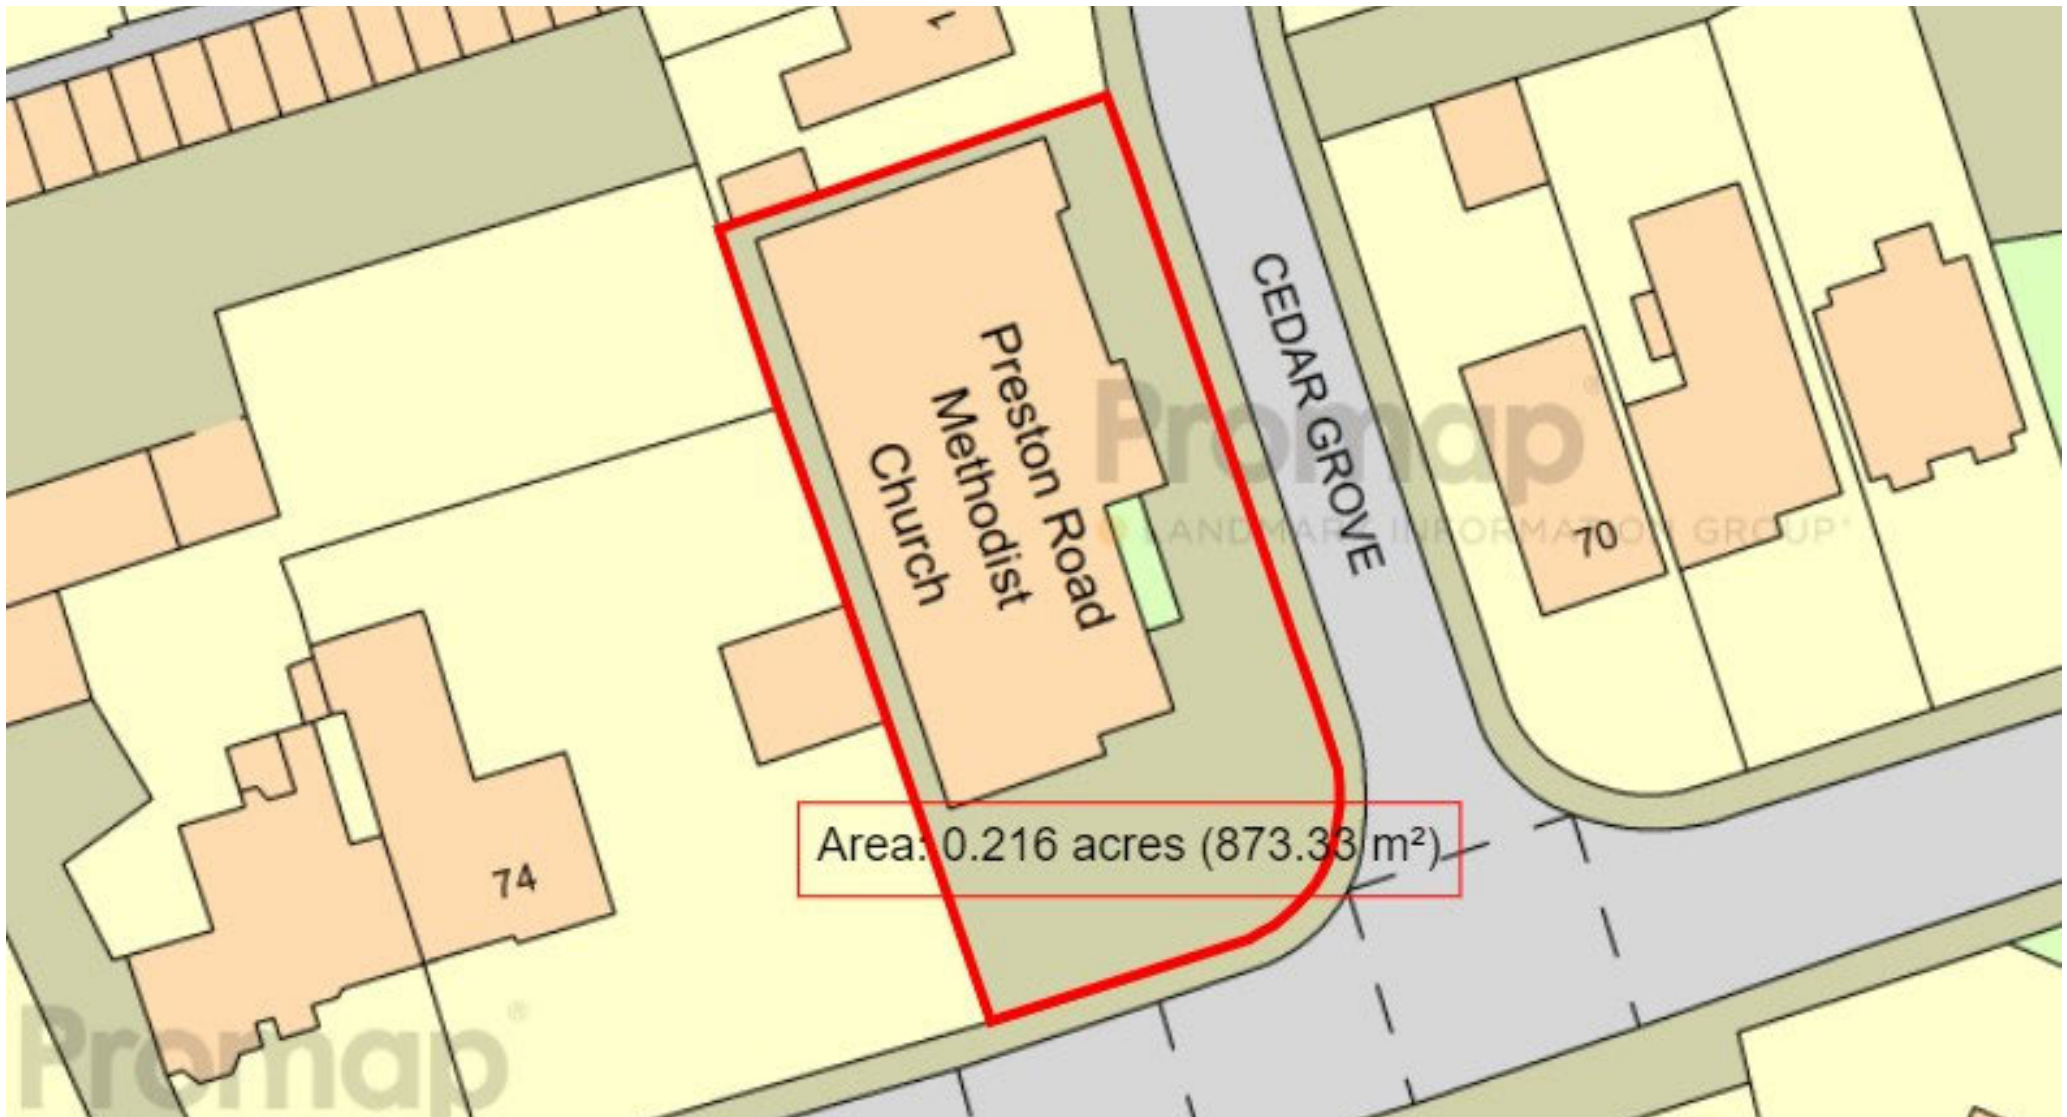 1
CEDAR GROVE
Preston Road
Methodist
Church
Promap®
LANDMARK INFORMATION GROUP®
70
Area: 0.216 acres (873.33 m²)
74
Promap®